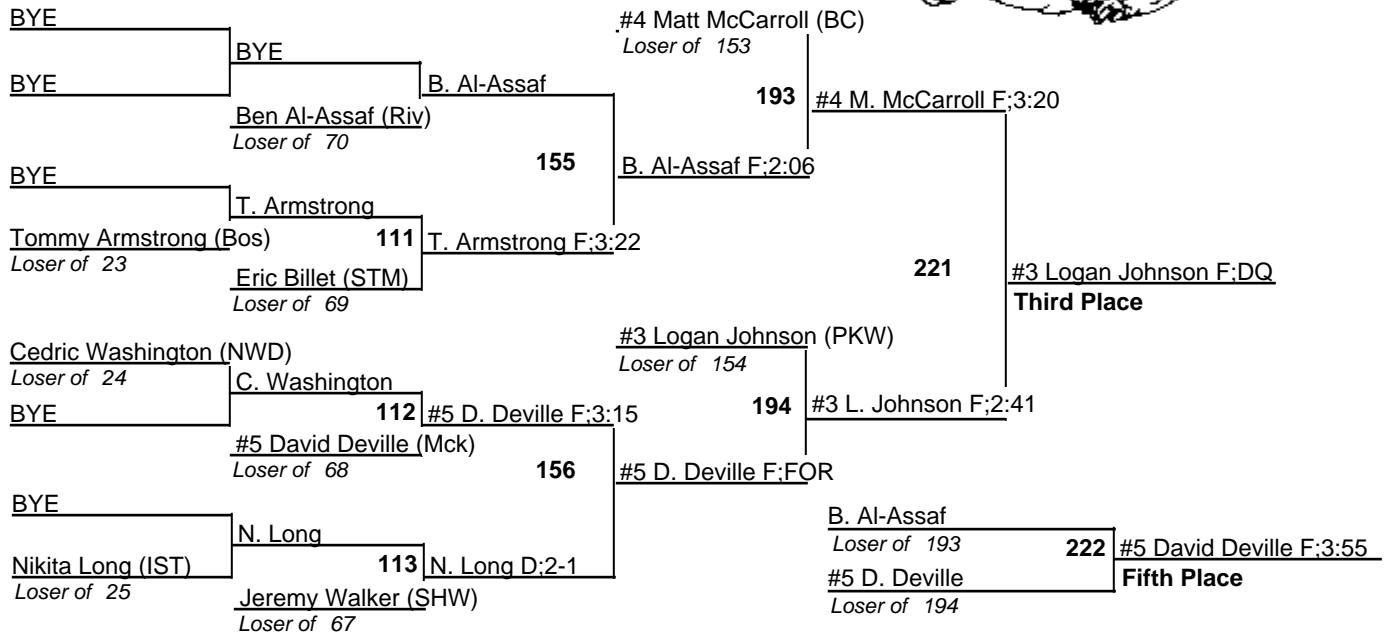 BYE
BYE
BYE
Ben Al-Assaf (Riv)
Loser of 70
B. Al-Assaf
BYE
Tommy Armstrong (Bos)
Loser of 23
T. Armstrong
111
Eric Billet (STM)
Loser of 69
T. Armstrong F;3:22
155
B. Al-Assaf F;2:06
#4 Matt McCarroll (BC)
Loser of 153
193
#4 M. McCarroll F;3:20
Cedric Washington (NWD)
Loser of 24
BYE
C. Washington
112
#5 David Deville (Mck)
Loser of 68
#5 D. Deville F;3:15
BYE
Nikita Long (IST)
Loser of 25
N. Long
113
Jeremy Walker (SHW)
Loser of 67
N. Long D;2-1
156
#5 D. Deville F;FOR
#3 Logan Johnson (PKW)
Loser of 154
194
#3 L. Johnson F;2:41
221
#3 Logan Johnson F;DQ
Third Place
B. Al-Assaf
Loser of 193
#5 D. Deville
Loser of 194
222
#5 David Deville F;3:55
Fifth Place